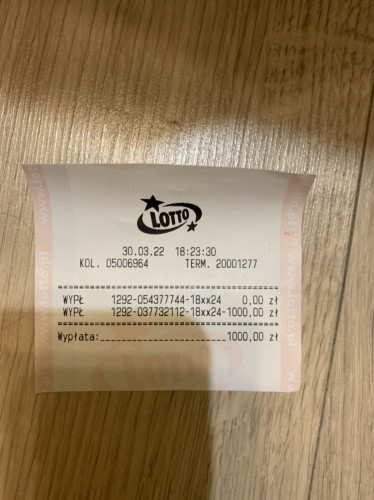 LOTTO
30.03.22 18:23:30
KOL. 05006964 TERM. 20001277
WYPŁ 1292-054377744-18xx24 0,00 zł
WYPŁ 1292-037732112-18xx24-1000,00 zł
Wypłata:______________________1000,00 zł